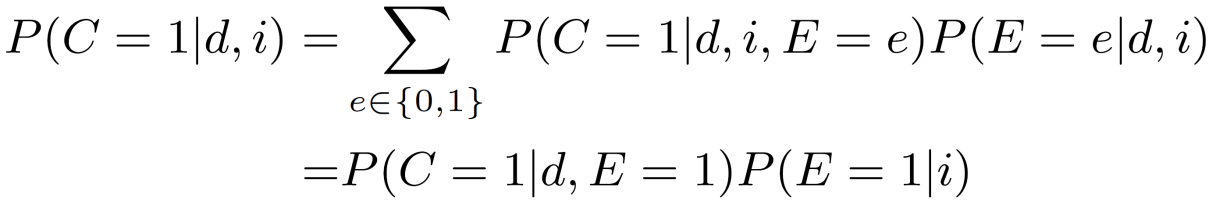 P(C = 1|d, i) = ∑_{e∈{0,1}} P(C = 1|d, i, E = e)P(E = e|d, i)
=P(C = 1|d, E = 1)P(E = 1|i)